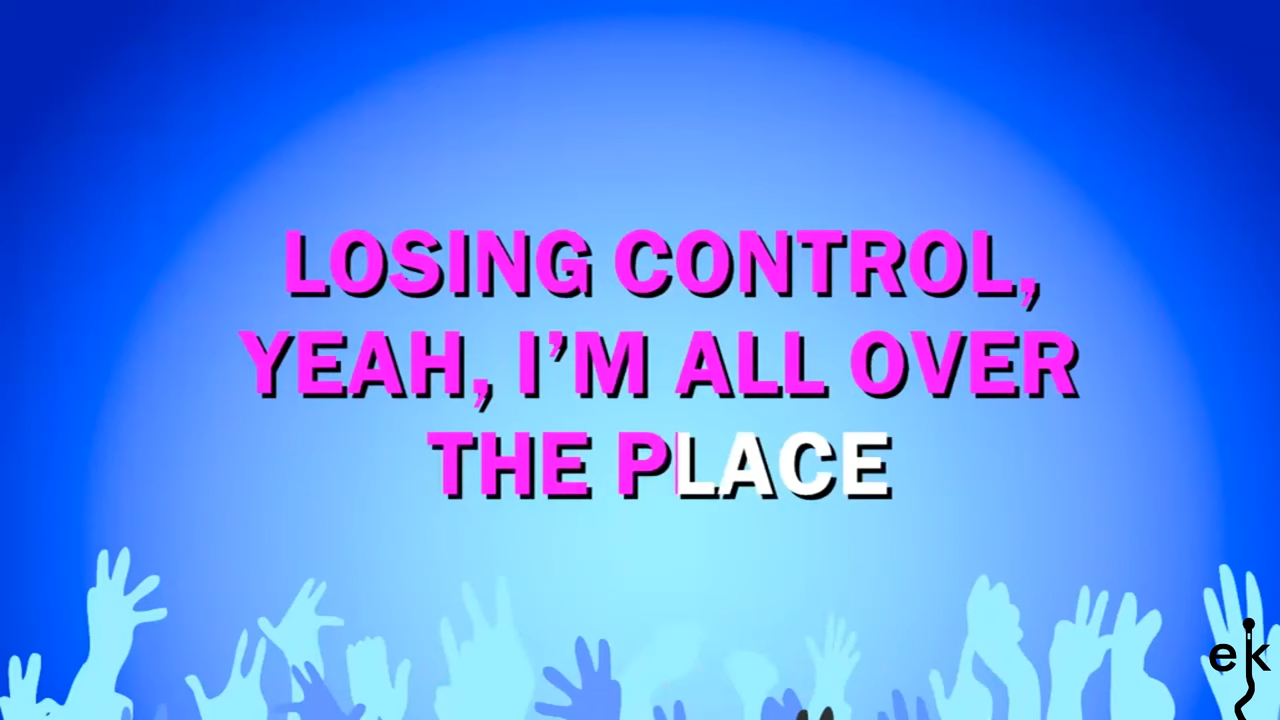 LOSING CONTROL,
YEAH, I’M ALL OVER
THE PLACE
ek